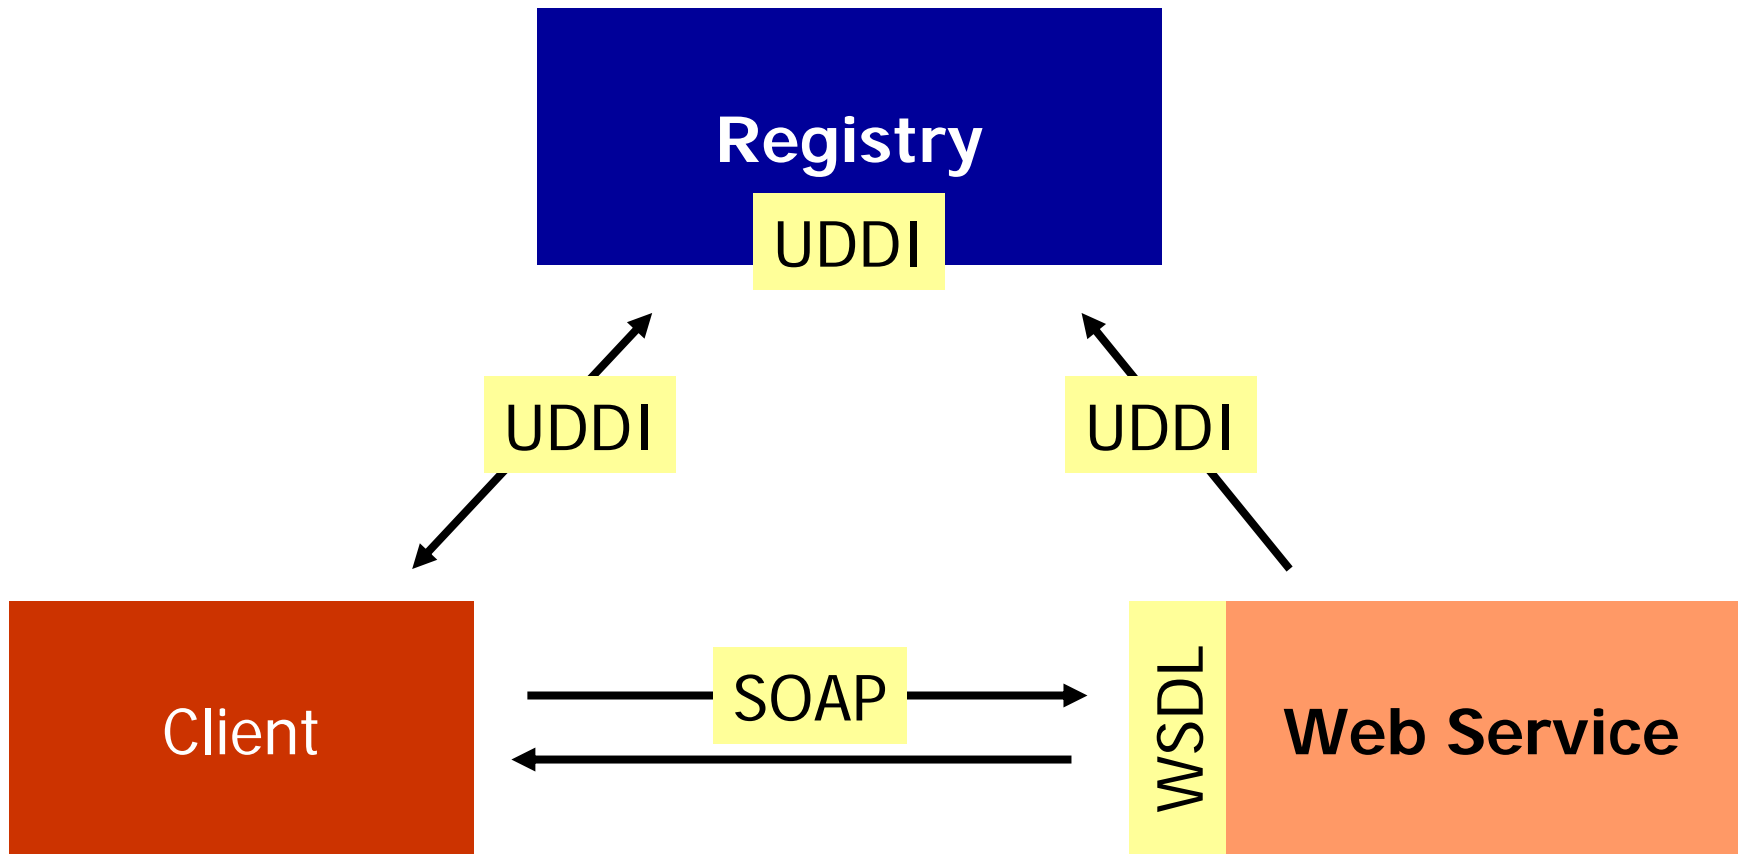 Registry
UDDI
UDDI
UDDI
SOAP
Client
WSDL
Web Service